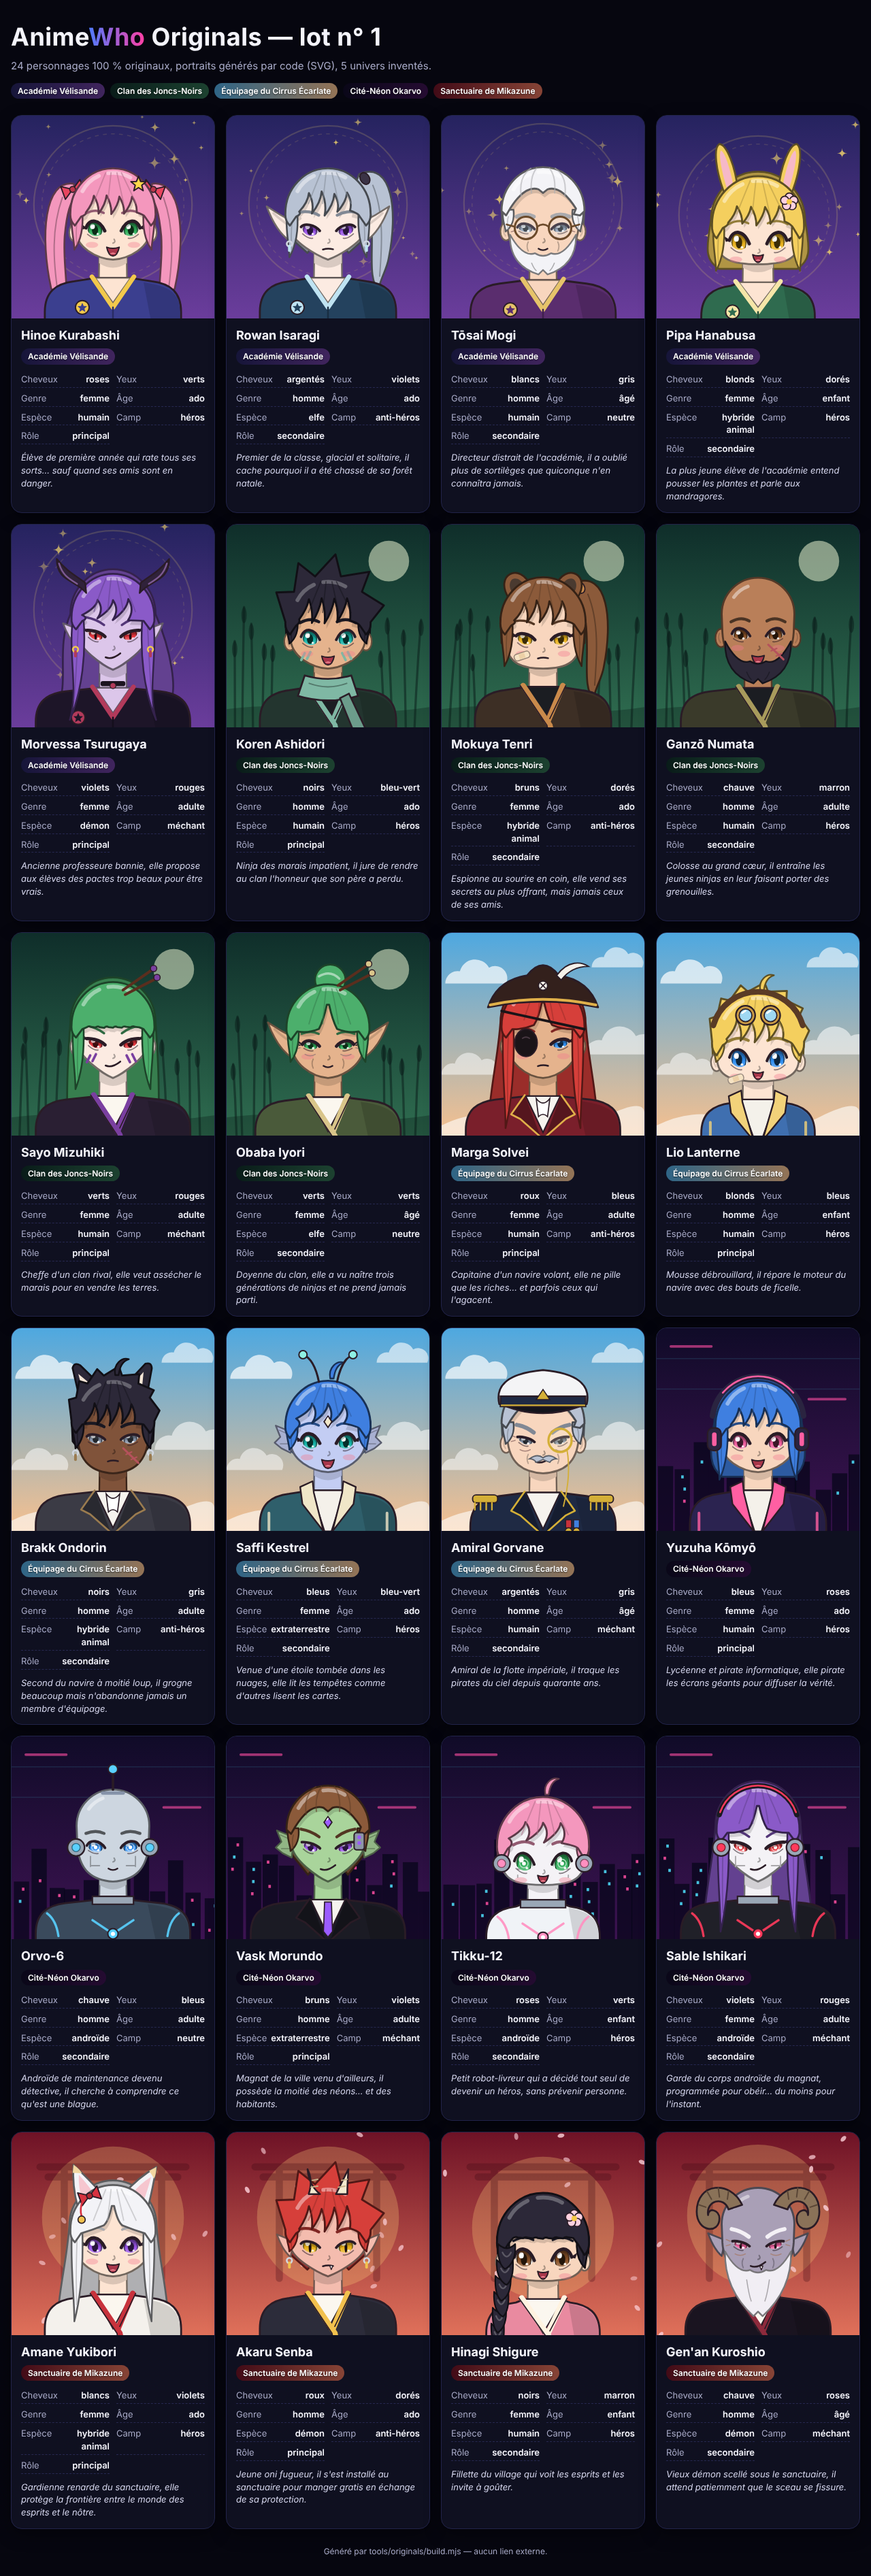 AnimeWho Originals — lot n° 1
24 personnages 100 % originaux, portraits générés par code (SVG), 5 univers inventés.
Académie Vélisande Clan des Joncs-Noirs Équipage du Cirrus Écarlate Cité-Néon Okarvo Sanctuaire de Mikazune
Hinoe Kurabashi
Académie Vélisande
Cheveux roses Yeux verts
Genre femme Âge ado
Espèce humain Camp héros
Rôle principal
Élève de première année qui rate tous ses
sorts... sauf quand ses amis sont en
danger.
Rowan Isaragi
Académie Vélisande
Cheveux argentés Yeux violets
Genre homme Âge ado
Espèce elfe Camp anti-héros
Rôle secondaire
Premier de la classe, glacial et solitaire, il
cache pourquoi il a été chassé de sa forêt
natale.
Tōsai Mogi
Académie Vélisande
Cheveux blancs Yeux gris
Genre homme Âge âgé
Espèce humain Camp neutre
Rôle secondaire
Directeur distrait de l'académie, il a oublié
plus de sortilèges que quiconque n'en
connaîtra jamais.
Pipa Hanabusa
Académie Vélisande
Cheveux blonds Yeux dorés
Genre femme Âge enfant
Espèce hybride animal Camp héros
Rôle secondaire
La plus jeune élève de l'académie entend
pousser les plantes et parle aux
mandragores.
Morvessa Tsurugaya
Académie Vélisande
Cheveux violets Yeux rouges
Genre femme Âge adulte
Espèce démon Camp méchant
Rôle principal
Ancienne professeure bannie, elle propose
aux élèves des pactes trop beaux pour être
vrais.
Koren Ashidori
Clan des Joncs-Noirs
Cheveux noirs Yeux bleu-vert
Genre homme Âge ado
Espèce humain Camp héros
Rôle principal
Ninja des marais impatient, il jure de rendre
au clan l'honneur que son père a perdu.
Mokuya Tenri
Clan des Joncs-Noirs
Cheveux bruns Yeux dorés
Genre femme Âge ado
Espèce hybride animal Camp anti-héros
Rôle secondaire
Espionne au sourire en coin, elle vend ses
secrets au plus offrant, mais jamais ceux
de ses amis.
Ganzō Numata
Clan des Joncs-Noirs
Cheveux chauve Yeux marron
Genre homme Âge adulte
Espèce humain Camp héros
Rôle secondaire
Colosse au grand cœur, il entraîne les
jeunes ninjas en leur faisant porter des
grenouilles.
Sayo Mizuhiki
Clan des Joncs-Noirs
Cheveux verts Yeux rouges
Genre femme Âge adulte
Espèce humain Camp méchant
Rôle principal
Cheffe d'un clan rival, elle veut assécher le
marais pour en vendre les terres.
Obaba Iyori
Clan des Joncs-Noirs
Cheveux verts Yeux verts
Genre femme Âge âgé
Espèce elfe Camp neutre
Rôle secondaire
Doyenne du clan, elle a vu naître trois
générations de ninjas et ne prend jamais
parti.
Marga Solvei
Équipage du Cirrus Écarlate
Cheveux roux Yeux bleus
Genre femme Âge adulte
Espèce humain Camp anti-héros
Rôle principal
Capitaine d'un navire volant, elle ne pille
que les riches... et parfois ceux qui
l'agacent.
Lio Lanterne
Équipage du Cirrus Écarlate
Cheveux blonds Yeux bleus
Genre homme Âge enfant
Espèce humain Camp héros
Rôle principal
Mousse débrouillard, il répare le moteur du
navire avec des bouts de ficelle.
Brakk Ondorin
Équipage du Cirrus Écarlate
Cheveux noirs Yeux gris
Genre homme Âge adulte
Espèce hybride animal Camp anti-héros
Rôle secondaire
Second du navire à moitié loup, il grogne
beaucoup mais n'abandonne jamais un
membre d'équipage.
Saffi Kestrel
Équipage du Cirrus Écarlate
Cheveux bleus Yeux bleu-vert
Genre femme Âge ado
Espèce extraterrestre Camp héros
Rôle secondaire
Venue d'une étoile tombée dans les
nuages, elle lit les tempêtes comme
d'autres lisent les cartes.
Amiral Gorvane
Équipage du Cirrus Écarlate
Cheveux argentés Yeux gris
Genre homme Âge âgé
Espèce humain Camp méchant
Rôle secondaire
Amiral de la flotte impériale, il traque les
pirates du ciel depuis quarante ans.
Yuzuha Kōmyō
Cité-Néon Okarvo
Cheveux bleus Yeux roses
Genre femme Âge ado
Espèce humain Camp héros
Rôle principal
Lycéenne et pirate informatique, elle pirate
les écrans géants pour diffuser la vérité.
Orvo-6
Cité-Néon Okarvo
Cheveux chauve Yeux bleus
Genre homme Âge adulte
Espèce androïde Camp neutre
Rôle secondaire
Androïde de maintenance devenu
détective, il cherche à comprendre ce
qu'est une blague.
Vask Morundo
Cité-Néon Okarvo
Cheveux bruns Yeux violets
Genre homme Âge adulte
Espèce extraterrestre Camp méchant
Rôle principal
Magnat de la ville venu d'ailleurs, il
possède la moitié des néons... et des
habitants.
Tikku-12
Cité-Néon Okarvo
Cheveux roses Yeux verts
Genre homme Âge enfant
Espèce androïde Camp héros
Rôle secondaire
Petit robot-livreur qui a décidé tout seul de
devenir un héros, sans prévenir personne.
Sable Ishikari
Cité-Néon Okarvo
Cheveux violets Yeux rouges
Genre femme Âge adulte
Espèce androïde Camp méchant
Rôle secondaire
Garde du corps androïde du magnat,
programmée pour obéir... du moins pour
l'instant.
Amane Yukibori
Sanctuaire de Mikazune
Cheveux blancs Yeux violets
Genre femme Âge ado
Espèce hybride animal Camp héros
Rôle principal
Gardienne renarde du sanctuaire, elle
protège la frontière entre le monde des
esprits et le nôtre.
Akaru Senba
Sanctuaire de Mikazune
Cheveux roux Yeux dorés
Genre homme Âge ado
Espèce démon Camp anti-héros
Rôle principal
Jeune oni fugueur, il s'est installé au
sanctuaire pour manger gratis en échange
de sa protection.
Hinagi Shigure
Sanctuaire de Mikazune
Cheveux noirs Yeux marron
Genre femme Âge enfant
Espèce humain Camp héros
Rôle secondaire
Fillette du village qui voit les esprits et les
invite à goûter.
Gen'an Kuroshio
Sanctuaire de Mikazune
Cheveux chauve Yeux roses
Genre homme Âge âgé
Espèce démon Camp méchant
Rôle secondaire
Vieux démon scellé sous le sanctuaire, il
attend patiemment que le sceau se fissure.
Généré par tools/originals/build.mjs — aucun lien externe.